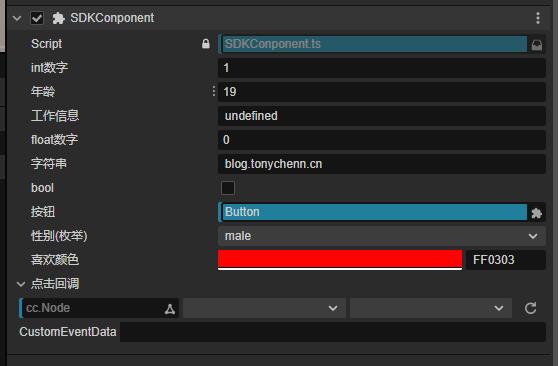 SDKConponent
Script SDKConponent.ts
int数字 1
年龄 19
工作信息 undefined
float数字 0
字符串 blog.tonychenn.cn
bool
按钮 Button
性别(枚举) male
喜欢颜色 FF0303
点击回调
cc.Node
CustomEventData